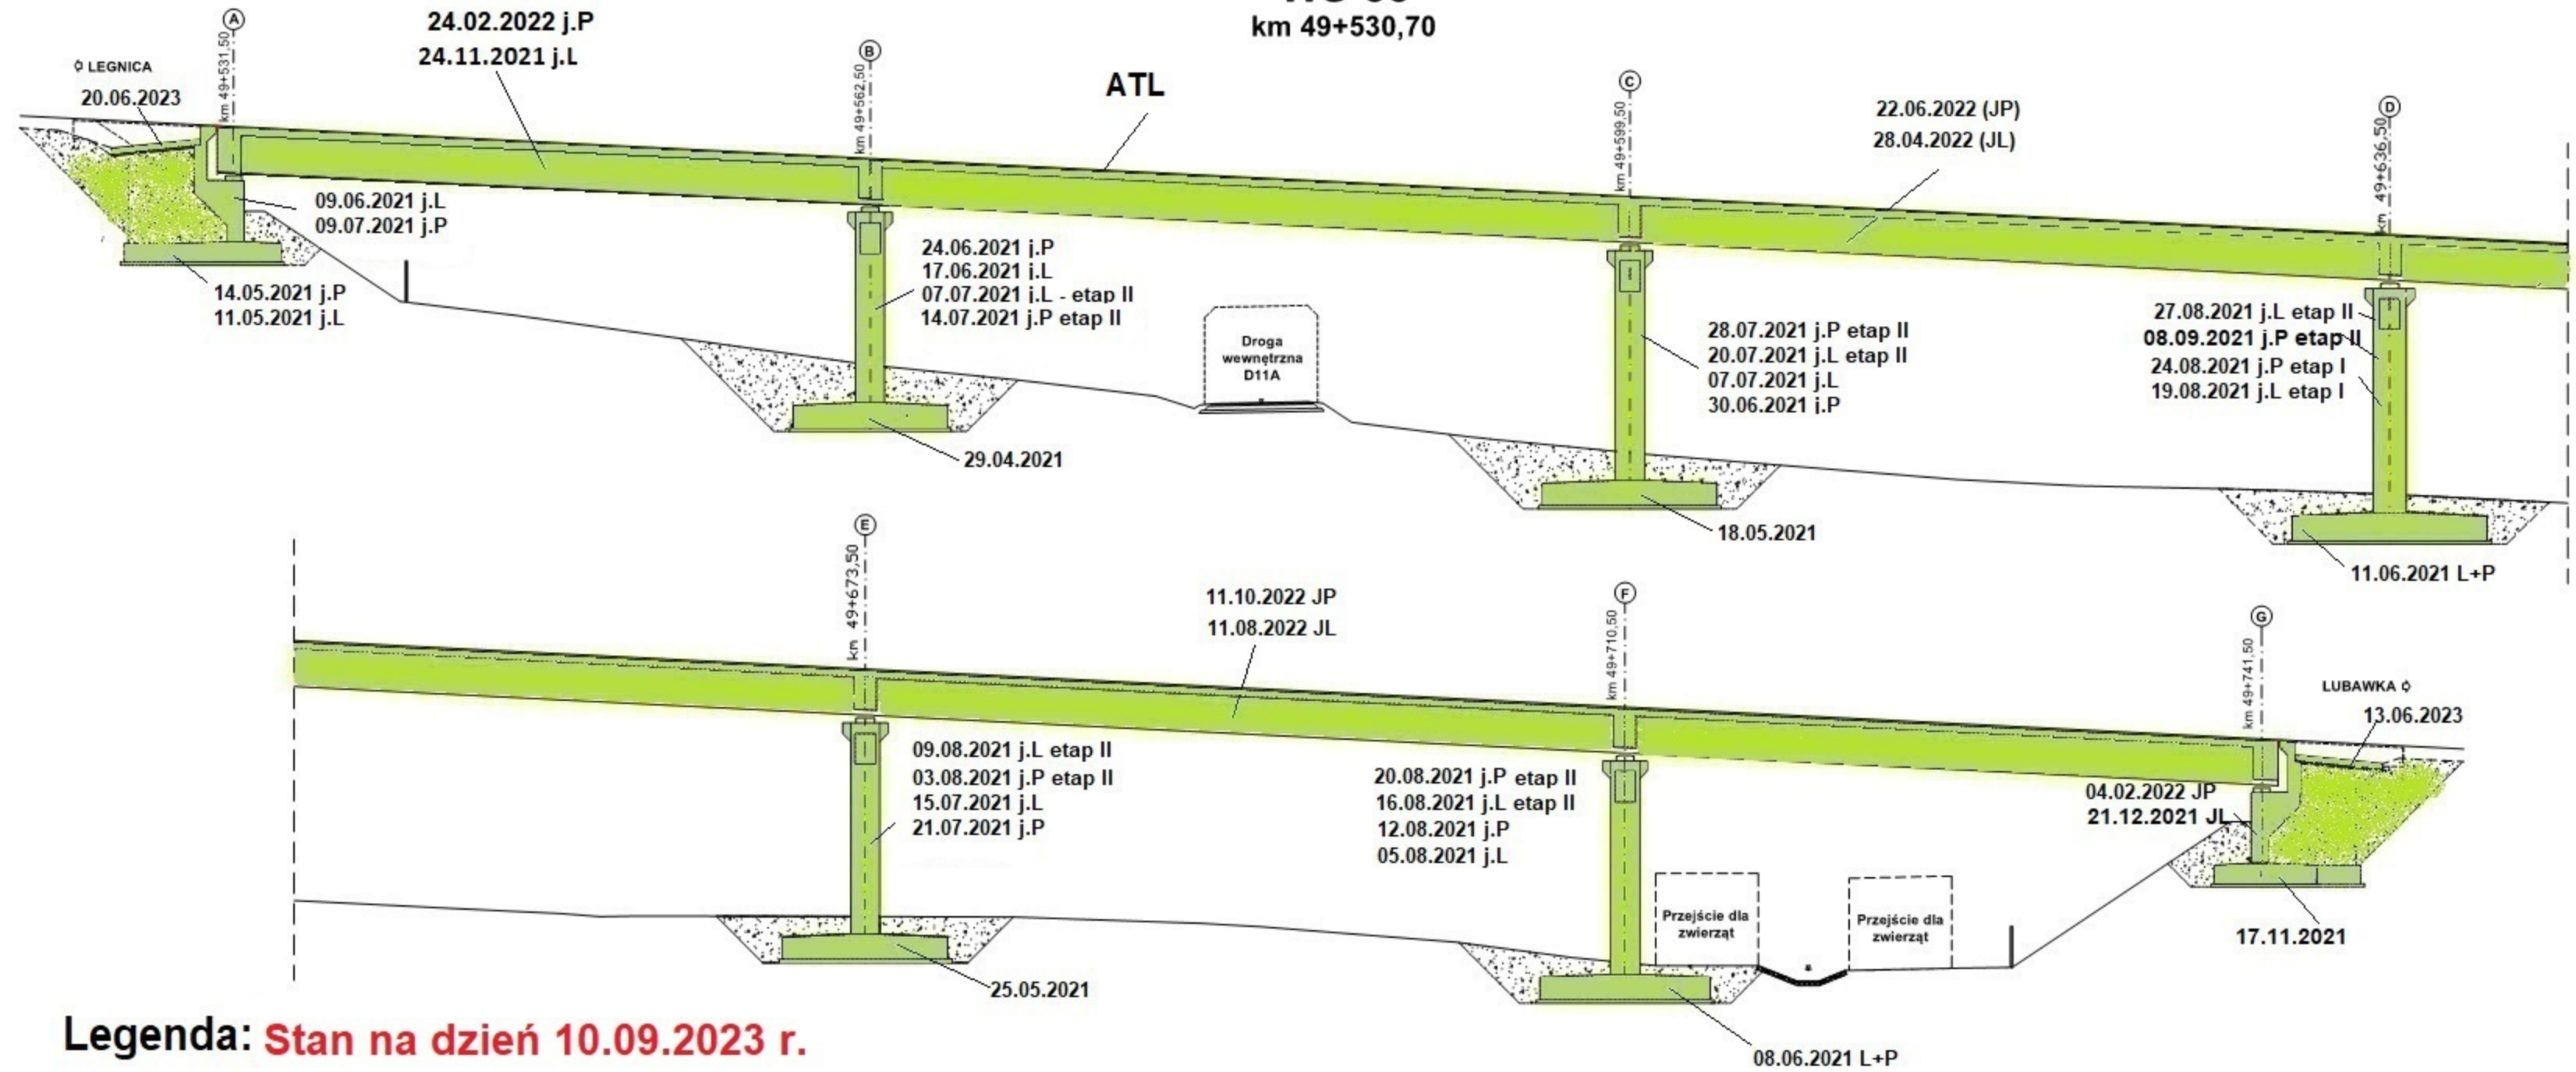 km 49+530,70
A
km 49+531,50
LEGNICA
20.06.2023
24.02.2022 j.P
24.11.2021 j.L
B
km 49+562,50
ATL
C
km 49+599,50
22.06.2022 (JP)
28.04.2022 (JL)
D
km 49+636,50
09.06.2021 j.L
09.07.2021 j.P
14.05.2021 j.P
11.05.2021 j.L
24.06.2021 j.P
17.06.2021 j.L
07.07.2021 j.L - etap II
14.07.2021 j.P etap II
29.04.2021
Droga
wewnętrzna
D11A
28.07.2021 j.P etap II
20.07.2021 j.L etap II
07.07.2021 j.L
30.06.2021 j.P
18.05.2021
27.08.2021 j.L etap II
08.09.2021 j.P etap II
24.08.2021 j.P etap I
19.08.2021 j.L etap I
11.06.2021 L+P
E
km 49+673,50
11.10.2022 JP
11.08.2022 JL
F
km 49+710,50
G
km 49+741,50
LUBAWKA
13.06.2023
09.08.2021 j.L etap II
03.08.2021 j.P etap II
15.07.2021 j.L
21.07.2021 j.P
25.05.2021
20.08.2021 j.P etap II
16.08.2021 j.L etap II
12.08.2021 j.P
05.08.2021 j.L
Przejście dla
zwierząt
Przejście dla
zwierząt
04.02.2022 JP
21.12.2021 JL
17.11.2021
08.06.2021 L+P
Legenda: Stan na dzień 10.09.2023 r.